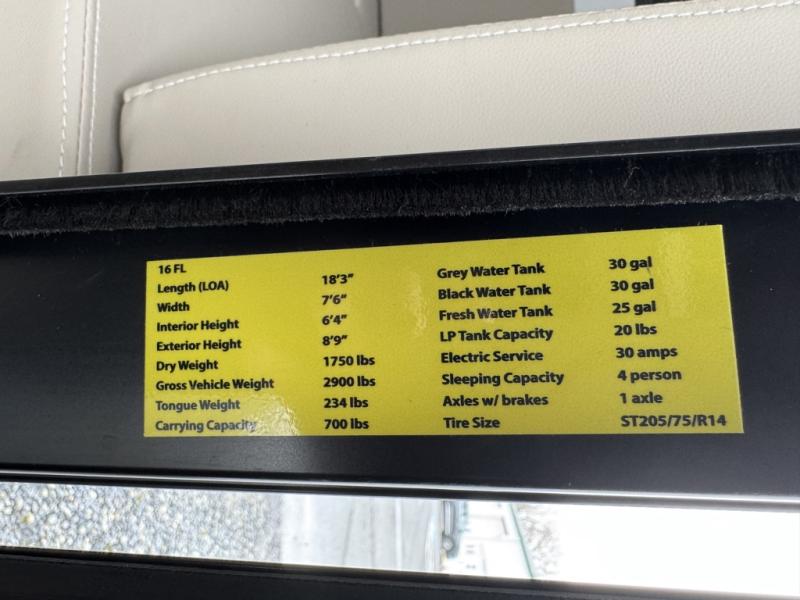 16 FL
Length (LOA) 18'3"
Width 7'6"
Interior Height 6'4"
Exterior Height 8'9"
Dry Weight 1750 lbs
Gross Vehicle Weight 2900 lbs
Tongue Weight 234 lbs
Carrying Capacity 700 lbs
Grey Water Tank 30 gal
Black Water Tank 30 gal
Fresh Water Tank 25 gal
LP Tank Capacity 20 lbs
Electric Service 30 amps
Sleeping Capacity 4 person
Axles w/ brakes 1 axle
Tire Size ST205/75/R14